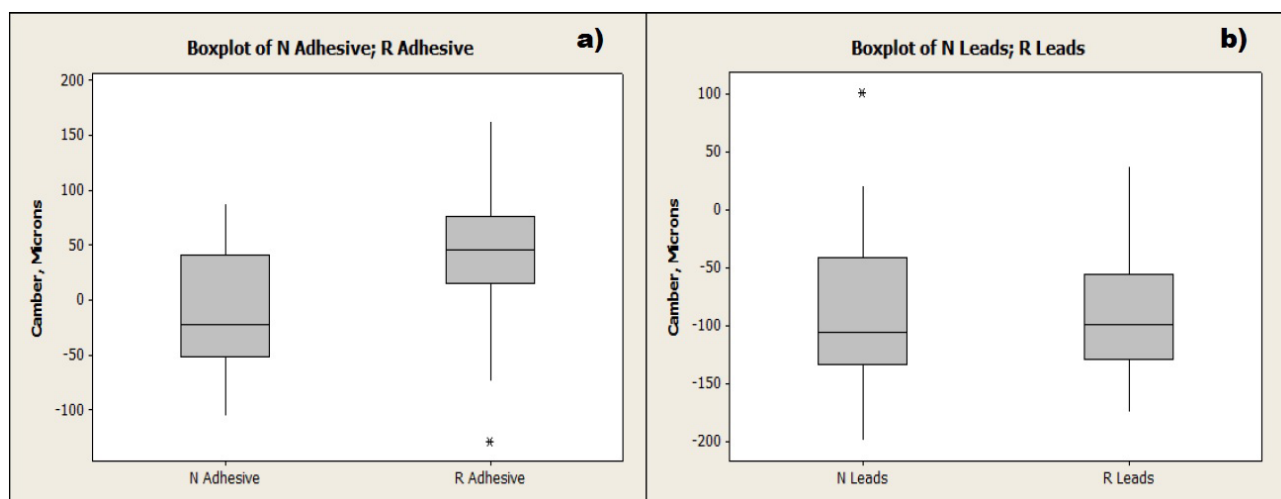 Boxplot of N Adhesive; R Adhesive
a)
Camber, Microns
200
150
100
50
0
-50
-100
N Adhesive
R Adhesive
Boxplot of N Leads; R Leads
b)
100
50
0
-50
-100
-150
-200
Camber, Microns
N Leads
R Leads